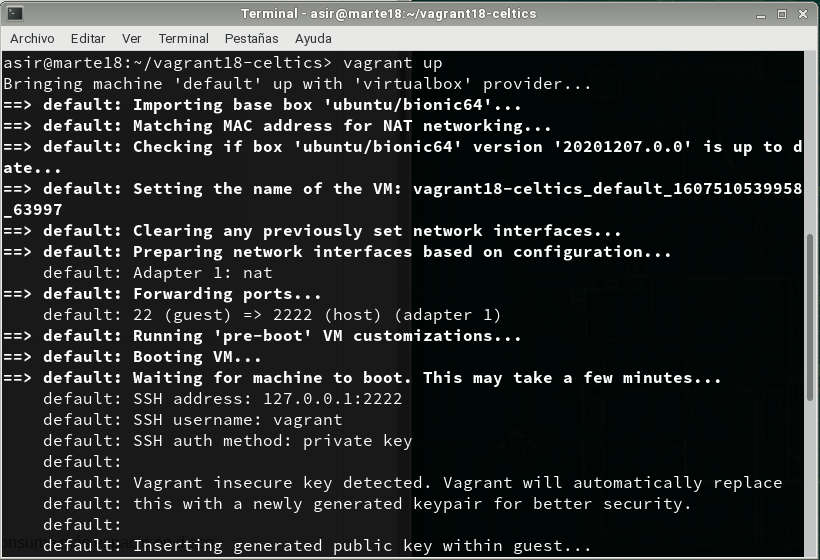 Terminal - asir@marte18:~/vagrant18-celtics
Archivo Editar Ver Terminal Pestañas Ayuda
asir@marte18:~/vagrant18-celtics> vagrant up
Bringing machine 'default' up with 'virtualbox' provider...
==> default: Importing base box 'ubuntu/bionic64'...
==> default: Matching MAC address for NAT networking...
==> default: Checking if box 'ubuntu/bionic64' version '20201207.0.0' is up to d
ate...
==> default: Setting the name of the VM: vagrant18-celtics_default_1607510539958
_63997
==> default: Clearing any previously set network interfaces...
==> default: Preparing network interfaces based on configuration...
    default: Adapter 1: nat
==> default: Forwarding ports...
    default: 22 (guest) => 2222 (host) (adapter 1)
==> default: Running 'pre-boot' VM customizations...
==> default: Booting VM...
==> default: Waiting for machine to boot. This may take a few minutes...
    default: SSH address: 127.0.0.1:2222
    default: SSH username: vagrant
    default: SSH auth method: private key
    default:
    default: Vagrant insecure key detected. Vagrant will automatically replace
    default: this with a newly generated keypair for better security.
    default:
    default: Inserting generated public key within guest...